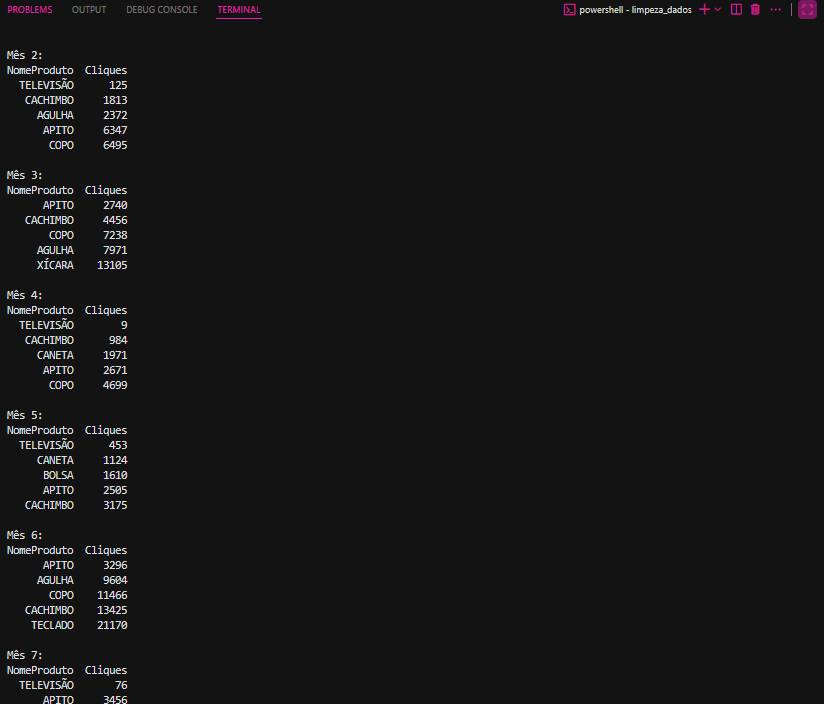 PROBLEMS OUTPUT DEBUG CONSOLE TERMINAL powershell - limpeza_dados
Mês 2:
NomeProduto Cliques
TELEVISÃO 125
CACHIMBO 1813
AGULHA 2372
APITO 6347
COPO 6495
Mês 3:
NomeProduto Cliques
APITO 2740
CACHIMBO 4456
COPO 7238
AGULHA 7971
XÍCARA 13105
Mês 4:
NomeProduto Cliques
TELEVISÃO 9
CACHIMBO 984
CANETA 1971
APITO 2671
COPO 4699
Mês 5:
NomeProduto Cliques
TELEVISÃO 453
CANETA 1124
BOLSA 1610
APITO 2505
CACHIMBO 3175
Mês 6:
NomeProduto Cliques
APITO 3296
AGULHA 9604
COPO 11466
CACHIMBO 13425
TECLADO 21170
Mês 7:
NomeProduto Cliques
TELEVISÃO 76
APITO 3456